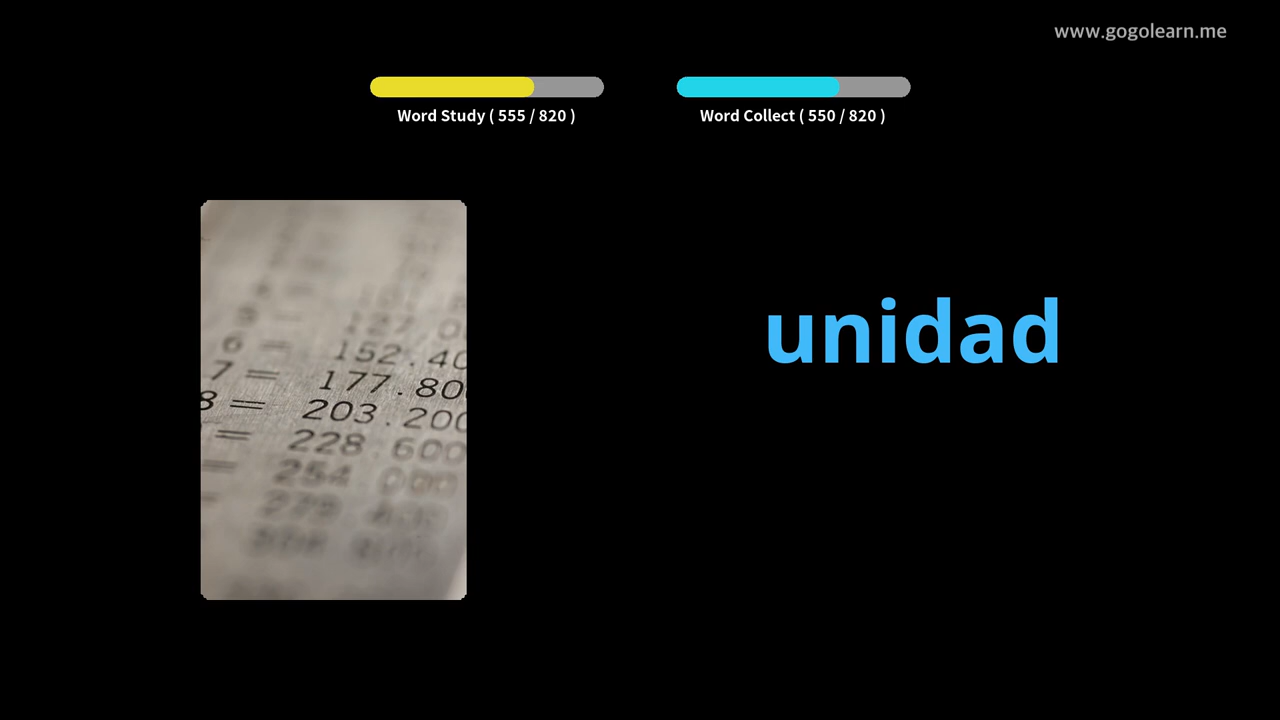 www.gogolearn.me
Word Study ( 555 / 820 )
Word Collect ( 550 / 820 )
unidad
6 = 152.40
7 = 177.80
8 = 203.200
= 228.600
= 254